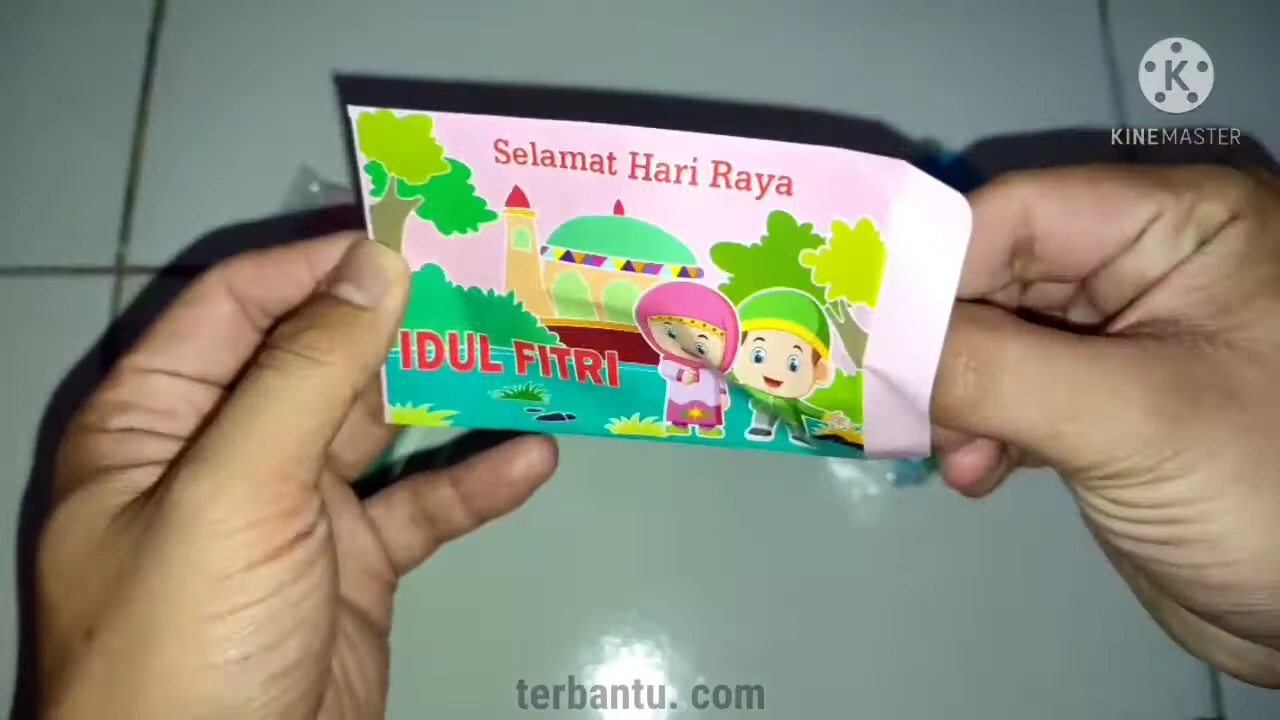 K
KINEMASTER
Selamat Hari Raya
IDUL FITRI
terbantu. com